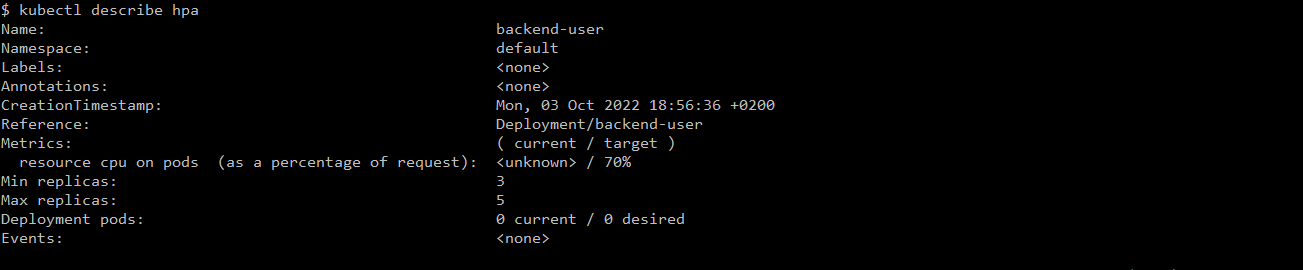 $ kubectl describe hpa
Name: backend-user
Namespace: default
Labels: <none>
Annotations: <none>
CreationTimestamp: Mon, 03 Oct 2022 18:56:36 +0200
Reference: Deployment/backend-user
Metrics: ( current / target )
  resource cpu on pods  (as a percentage of request): <unknown> / 70%
Min replicas: 3
Max replicas: 5
Deployment pods: 0 current / 0 desired
Events: <none>